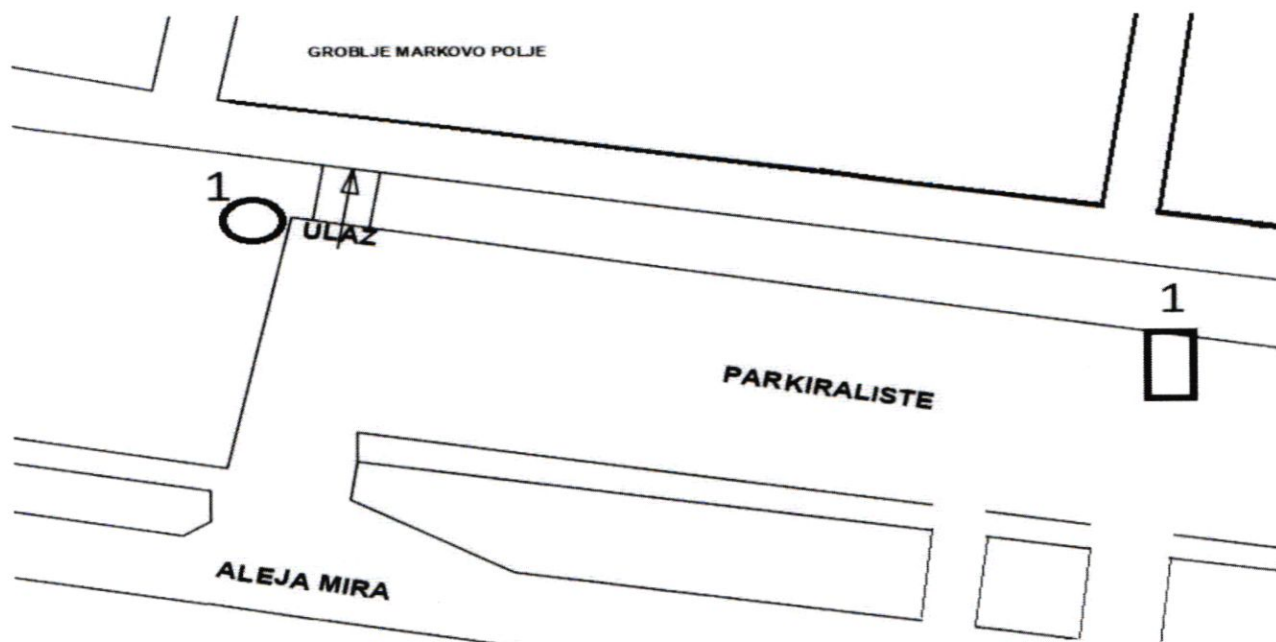 GROBLJE MARKOVO POLJE
1
ULAZ
1
PARKIRALISTE
ALEJA MIRA